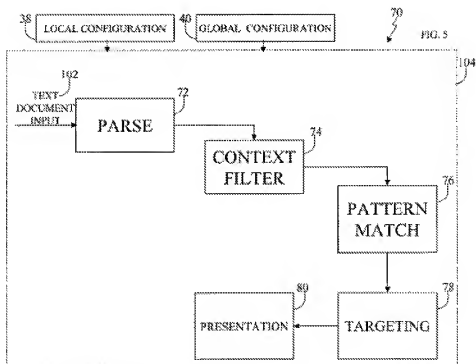 38
LOCAL CONFIGURATION
40
GLOBAL CONFIGURATION
70
FIG. 5
104
102
TEXT
DOCUMENT
INPUT
72
PARSE
74
CONTEXT
FILTER
76
PATTERN
MATCH
80
PRESENTATION
78
TARGETING